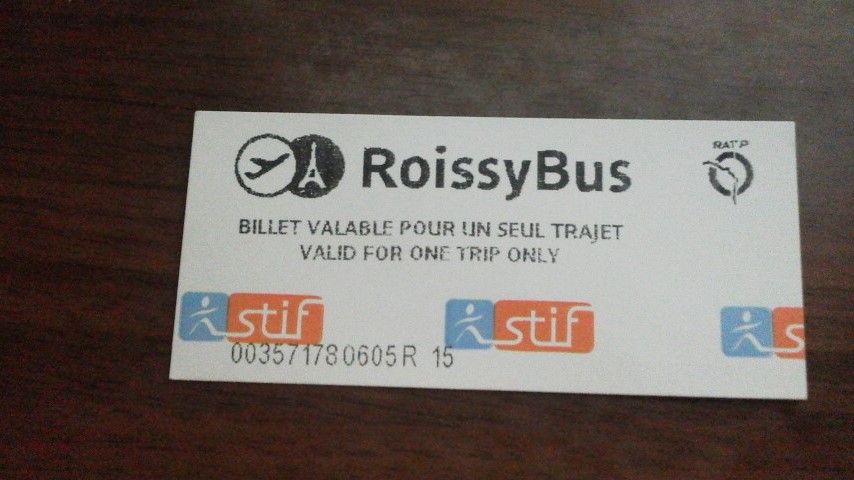 RoissyBus
RATP
BILLET VALABLE POUR UN SEUL TRAJET
VALID FOR ONE TRIP ONLY
stif stif s
003571780605R 15